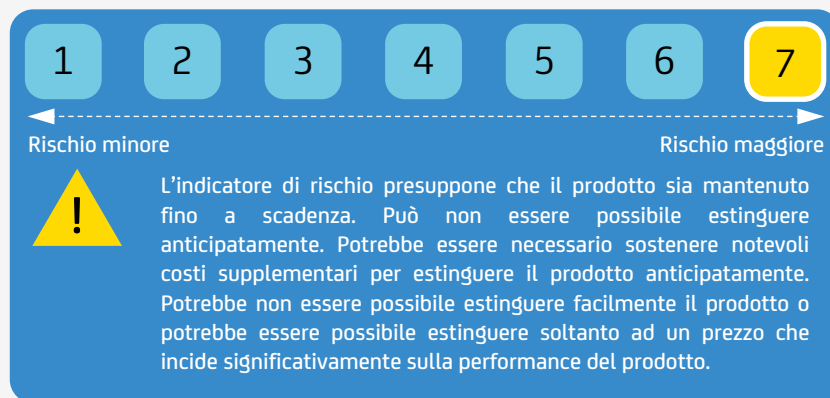 1 2 3 4 5 6 7
Rischio minore Rischio maggiore
!
L'indicatore di rischio presuppone che il prodotto sia mantenuto
fino a scadenza. Può non essere possibile estinguere
anticipatamente. Potrebbe essere necessario sostenere notevoli
costi supplementari per estinguere il prodotto anticipatamente.
Potrebbe non essere possibile estinguere facilmente il prodotto o
potrebbe essere possibile estinguere soltanto ad un prezzo che
incide significativamente sulla performance del prodotto.